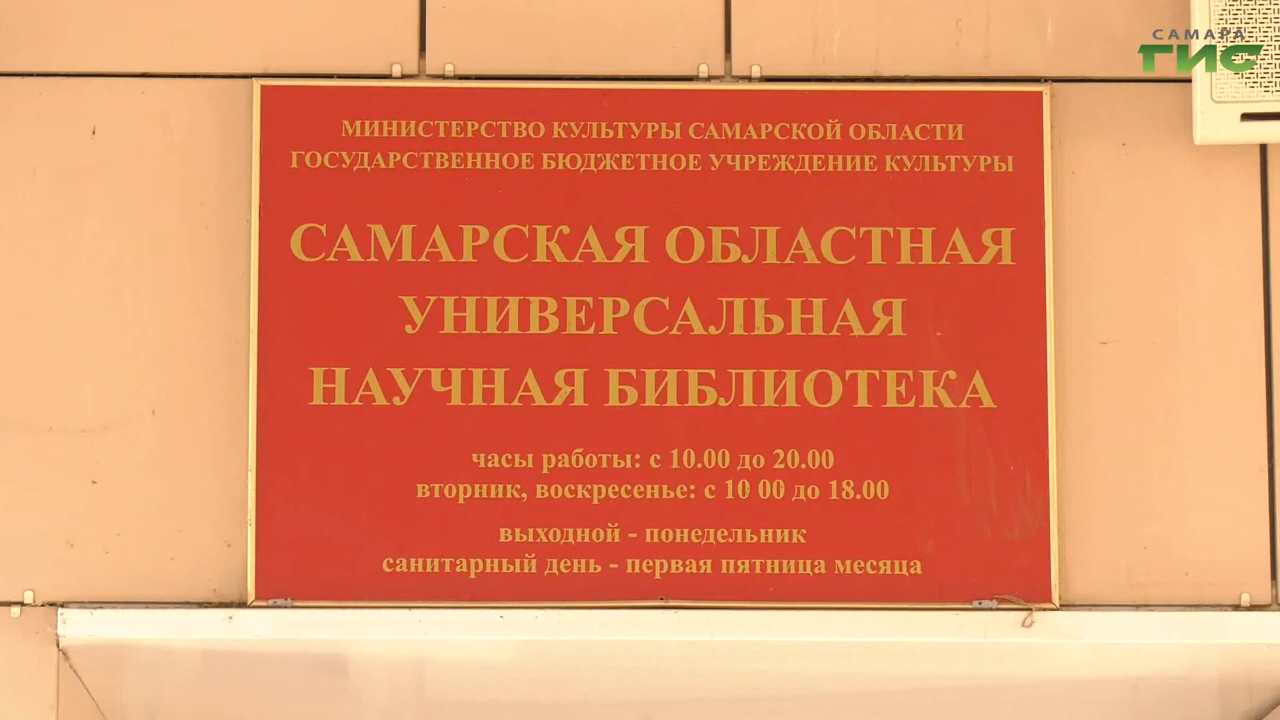 САМАРА
ГИС
МИНИСТЕРСТВО КУЛЬТУРЫ САМАРСКОЙ ОБЛАСТИ
ГОСУДАРСТВЕННОЕ БЮДЖЕТНОЕ УЧРЕЖДЕНИЕ КУЛЬТУРЫ
САМАРСКАЯ ОБЛАСТНАЯ
УНИВЕРСАЛЬНАЯ
НАУЧНАЯ БИБЛИОТЕКА
часы работы: с 10.00 до 20.00
вторник, воскресенье: с 10 00 до 18.00
выходной - понедельник
санитарный день - первая пятница месяца